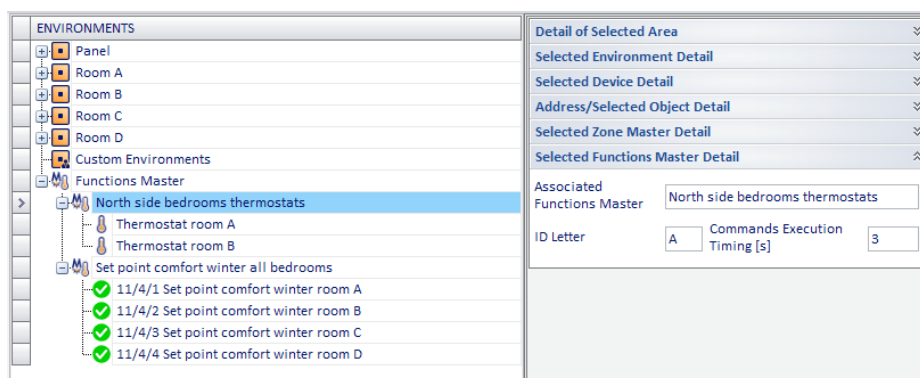 ENVIRONMENTS
Panel
Room A
Room B
Room C
Room D
Custom Environments
Functions Master
North side bedrooms thermostats
Thermostat room A
Thermostat room B
Set point comfort winter all bedrooms
11/4/1 Set point comfort winter room A
11/4/2 Set point comfort winter room B
11/4/3 Set point comfort winter room C
11/4/4 Set point comfort winter room D
Detail of Selected Area
Selected Environment Detail
Selected Device Detail
Address/Selected Object Detail
Selected Zone Master Detail
Selected Functions Master Detail
Associated
Functions Master
North side bedrooms thermostats
ID Letter
A
Commands Execution
Timing [s]
3